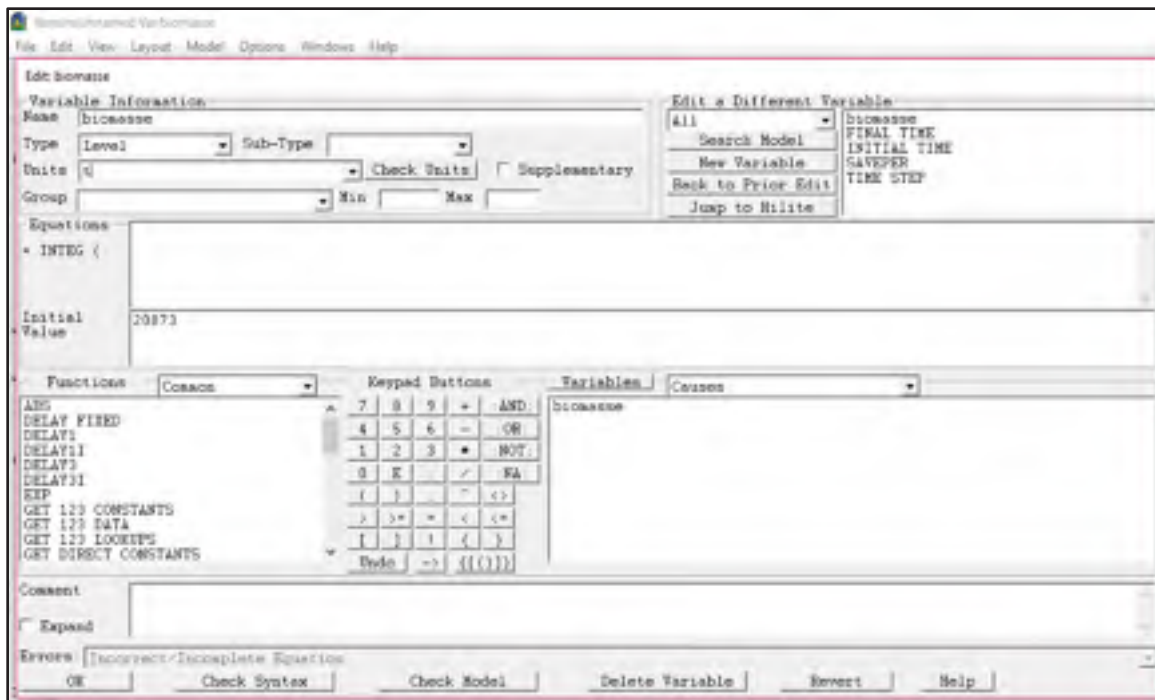 File Edit View Layout Model Options Windows Help
Edit: biomasse
Variable Information
Name biomasse
Type Level Sub-Type
Units t Check Units Supplementary
Group Min Max
Edit a Different Variable
All
Search Model
New Variable
Back to Prior Edit
Jump to Hilite
biomasse
FINAL TIME
INITIAL TIME
SAVEPER
TIME STEP
Equations
= INTEG (
Initial
Value
20873
Functions Common
ABS
DELAY FIXED
DELAY1
DELAY1I
DELAY3
DELAY3I
EXP
GET 123 CONSTANTS
GET 123 DATA
GET 123 LOOKUPS
GET DIRECT CONSTANTS
Keypad Buttons
7 8 9 + :AND:
4 5 6 - :OR:
1 2 3 * :NOT:
0 E . / :NA:
( ) , ^ <>
> >= = < <=
[ ] ! { }
Undo -> {[()]}
Variables Causes
biomasse
Comment
Expand
Errors: Incorrect/Incomplete Equation
OK Check Syntax Check Model Delete Variable Revert Help